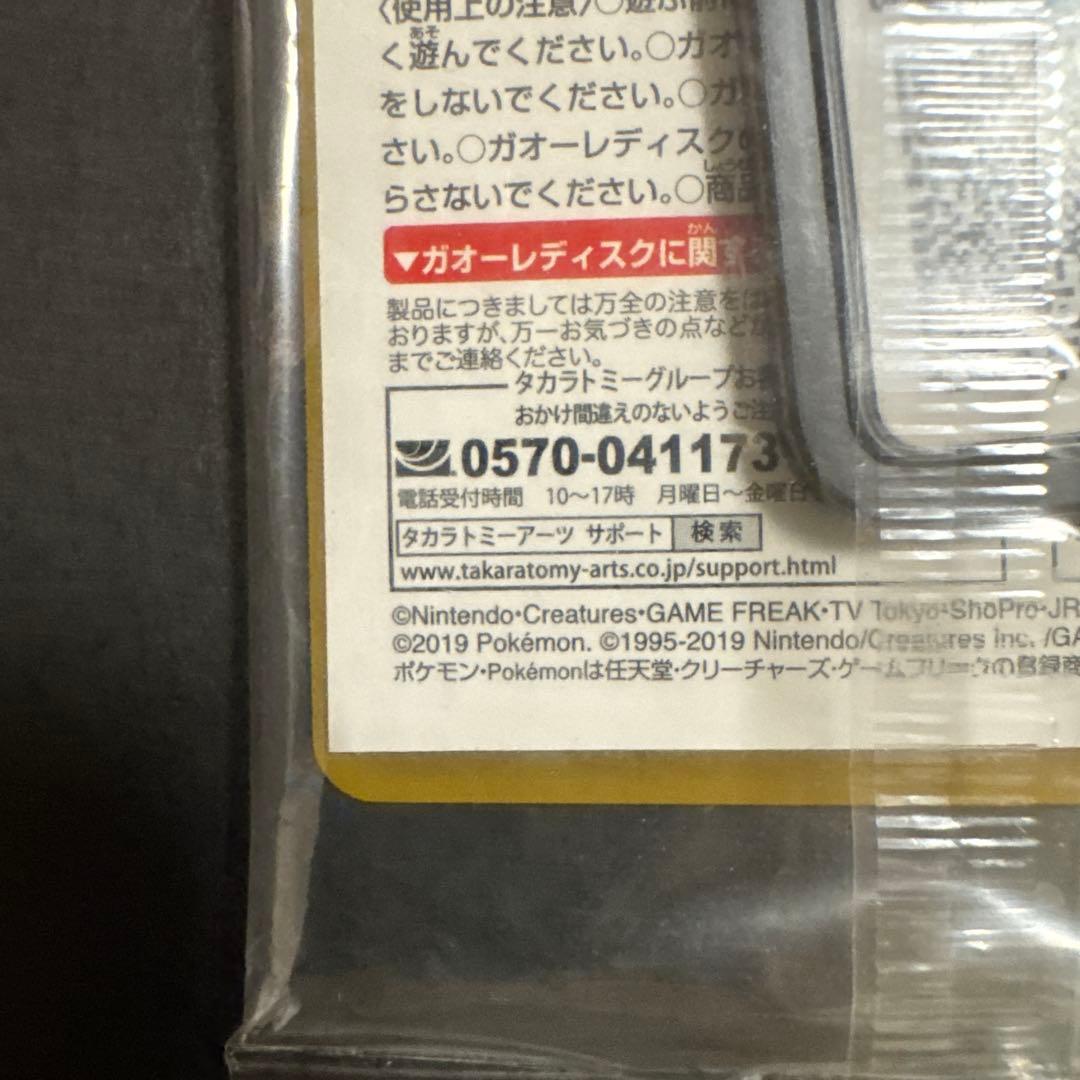 〈使用上の注意〉○遊ぶ前に
く遊んでください。○ガオ
をしないでください。○ガ
さい。○ガオーレディスク
らさないでください。○商品
▼ガオーレディスクに関する
製品につきましては万全の注意をは
おりますが、万一お気づきの点などが
までご連絡ください。
タカラトミーグループお客
おかけ間違えのないようご注
0570-041173
電話受付時間 10〜17時 月曜日〜金曜日
タカラトミーアーツ サポート 検索
www.takaratomy-arts.co.jp/support.html
©Nintendo・Creatures・GAME FREAK・TV Tokyo・ShoPro・JR
©2019 Pokémon. ©1995-2019 Nintendo/Creatures Inc. /GA
ポケモン・Pokémonは任天堂・クリーチャーズ・ゲームフリークの登録商